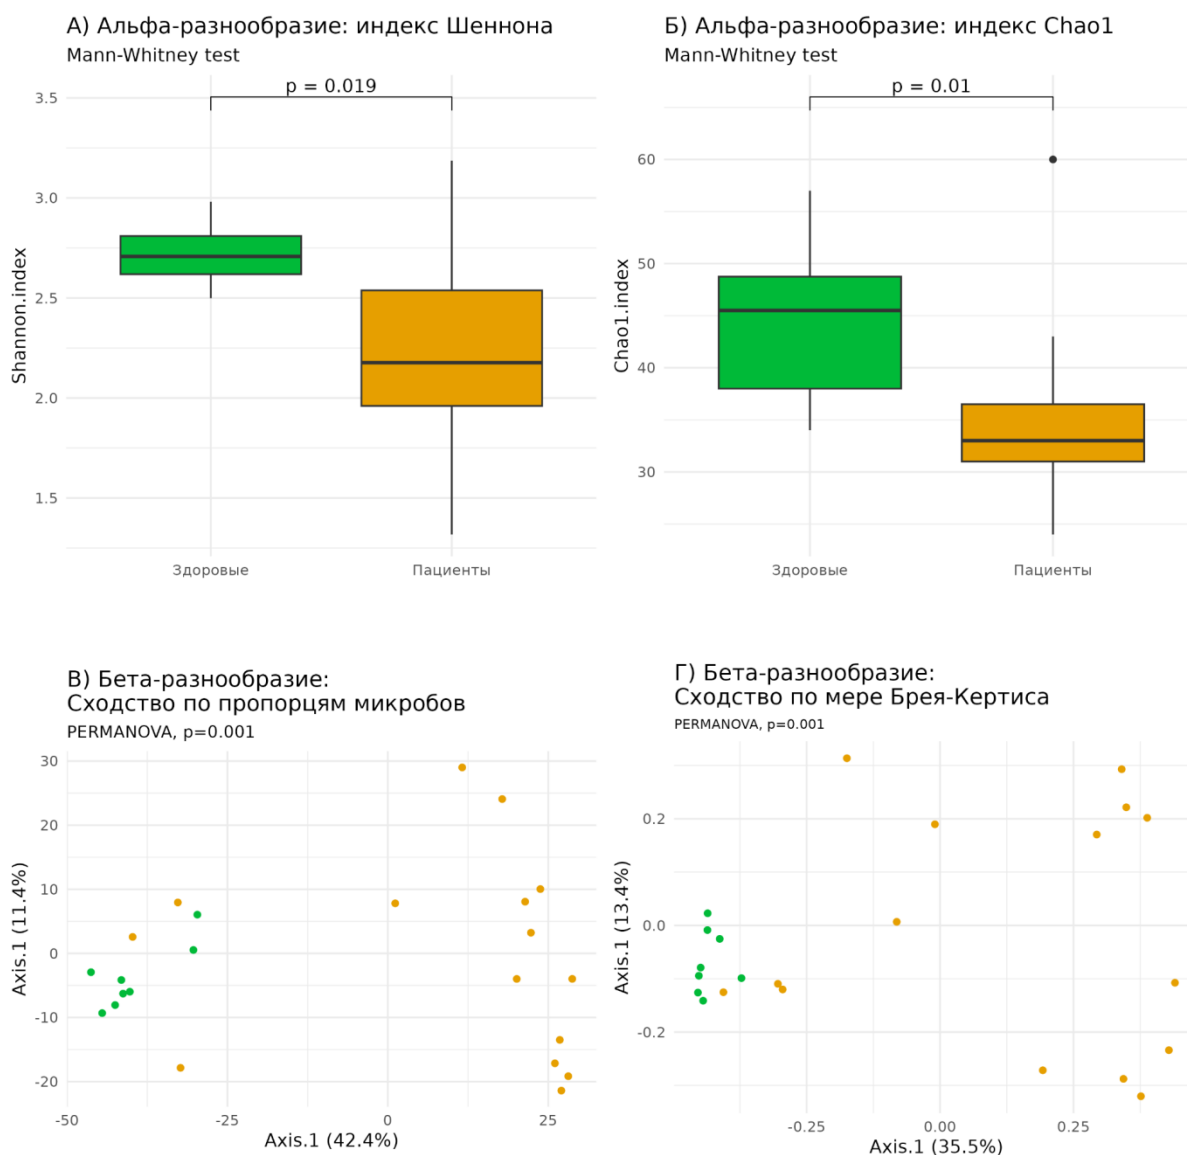 А) Альфа-разнообразие: индекс Шеннона
Mann-Whitney test
p = 0.019
3.5
3.0
2.5
2.0
1.5
Shannon.index
Здоровые
Пациенты
Б) Альфа-разнообразие: индекс Chao1
Mann-Whitney test
p = 0.01
60
50
40
30
Chao1.index
Здоровые
Пациенты
В) Бета-разнообразие:
Сходство по пропорцям микробов
PERMANOVA, p=0.001
30
20
10
0
-10
-20
Axis.1 (11.4%)
-50
-25
0
25
Axis.1 (42.4%)
Г) Бета-разнообразие:
Сходство по мере Брея-Кертиса
PERMANOVA, p=0.001
0.2
0.0
-0.2
Axis.1 (13.4%)
-0.25
0.00
0.25
Axis.1 (35.5%)